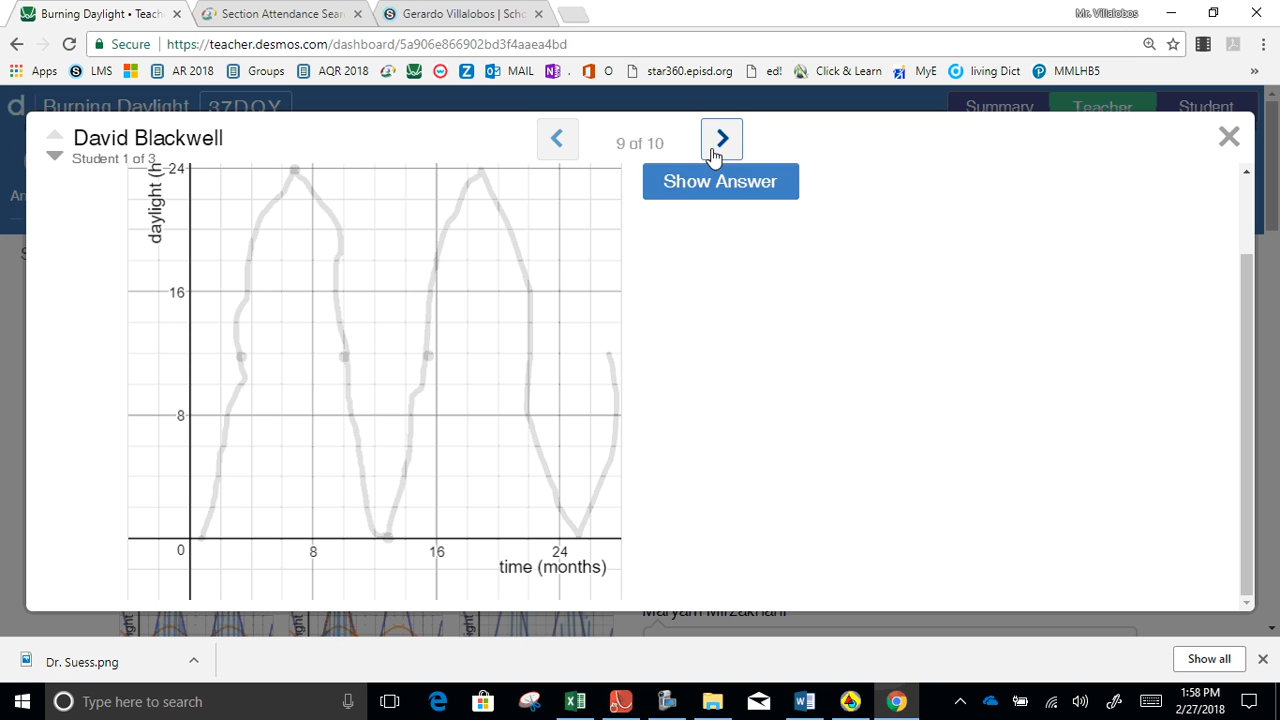 Burning Daylight • Teach
Section Attendance Sear
Gerardo Villalobos | Scho
Mr. Villalobos
Secure
https://teacher.desmos.com/dashboard/5a906e866902bd3f4aaea4bd
Apps LMS AR 2018 Groups AQR 2018 MAIL . O star360.episd.org ed! Click & Learn MyE living Dict MMLHB5 »
d Burning Daylight 37DQY Summary Teacher Student
David Blackwell
Student 1 of 3
9 of 10
Show Answer
daylight (h
24
16
8
0 8 16 24
time (months)
Maryam Mirzakhani
Dr. Suess.png
Show all
Type here to search
1:58 PM
2/27/2018